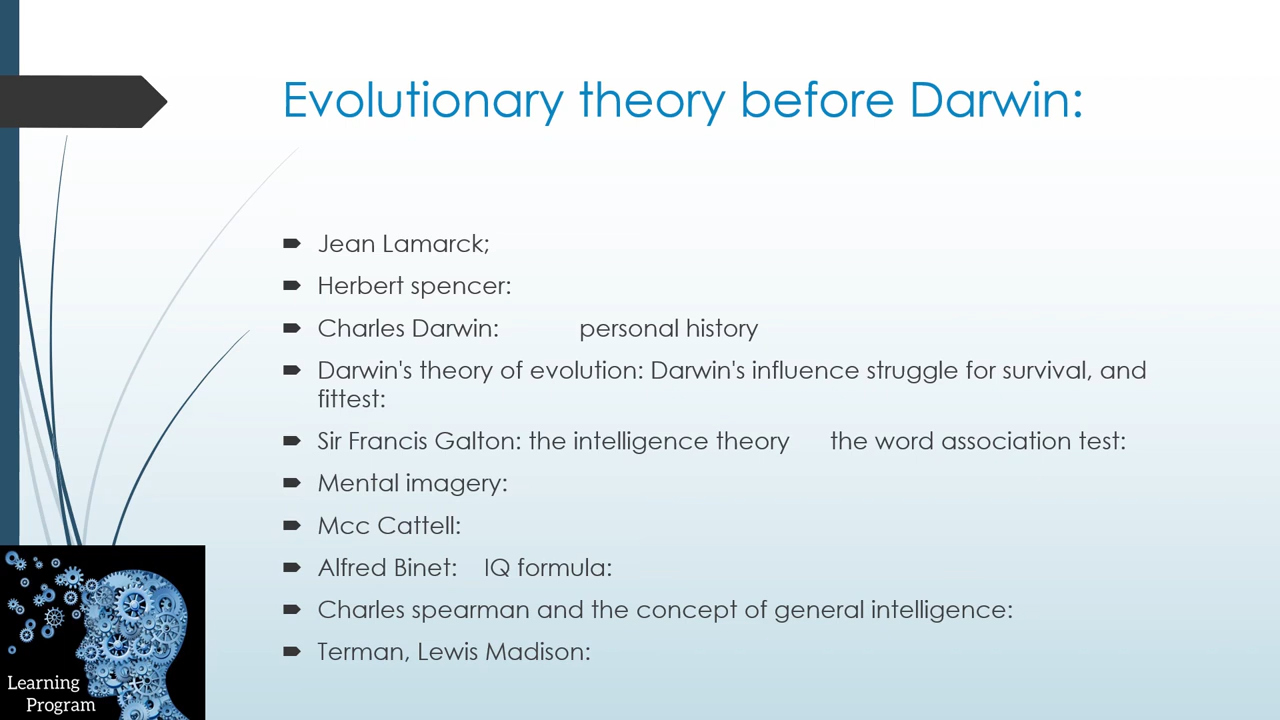 Evolutionary theory before Darwin:
Jean Lamarck;
Herbert spencer:
Charles Darwin: personal history
Darwin's theory of evolution: Darwin's influence struggle for survival, and
fittest:
Sir Francis Galton: the intelligence theory the word association test:
Mental imagery:
Mcc Cattell:
Alfred Binet: IQ formula:
Charles spearman and the concept of general intelligence:
Terman, Lewis Madison:
Learning
Program